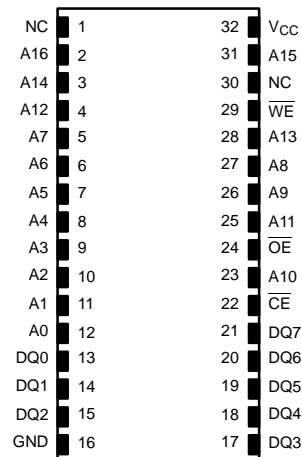 NC 1 32 VCC
A16 2 31 A15
A14 3 30 NC
A12 4 29 W̅E̅
A7 5 28 A13
A6 6 27 A8
A5 7 26 A9
A4 8 25 A11
A3 9 24 O̅E̅
A2 10 23 A10
A1 11 22 C̅E̅
A0 12 21 DQ7
DQ0 13 20 DQ6
DQ1 14 19 DQ5
DQ2 15 18 DQ4
GND 16 17 DQ3